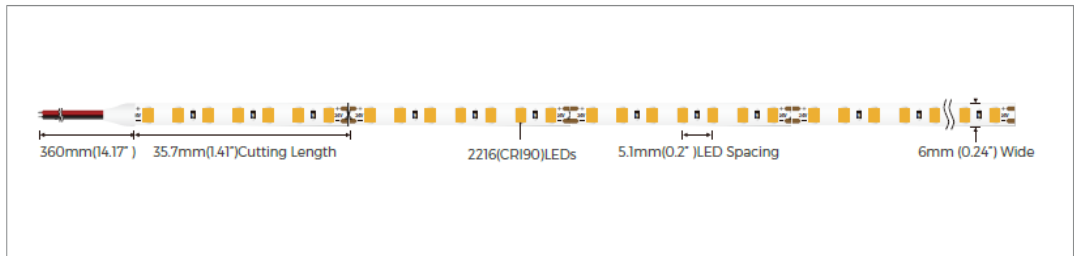 360mm(14.17" )
35.7mm(1.41")Cutting Length
2216(CRI90)LEDs
5.1mm(0.2" )LED Spacing
6mm (0.24") Wide